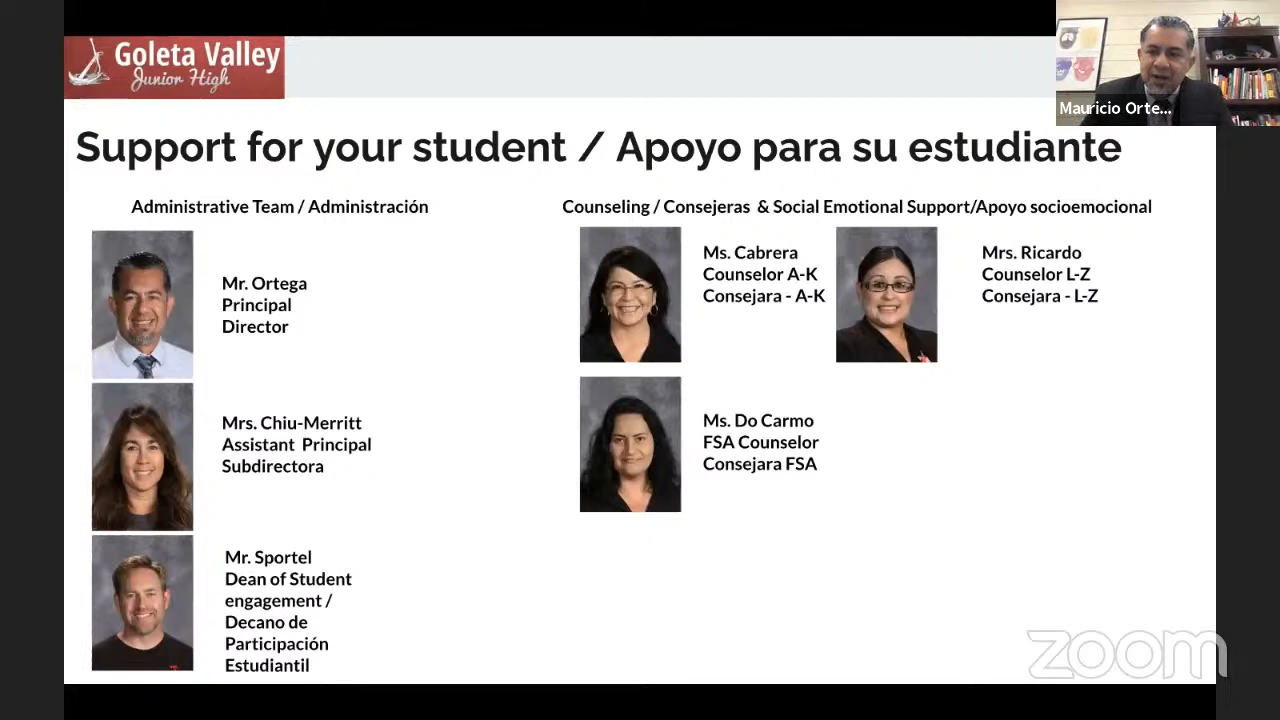 Goleta Valley
Junior High
Mauricio Orte...
Support for your student / Apoyo para su estudiante
Administrative Team / Administración
Mr. Ortega
Principal
Director
Mrs. Chiu-Merritt
Assistant Principal
Subdirectora
Mr. Sportel
Dean of Student
engagement /
Decano de
Participación
Estudiantil
Counseling / Consejeras & Social Emotional Support/Apoyo socioemocional
Ms. Cabrera
Counselor A-K
Consejara - A-K
Mrs. Ricardo
Counselor L-Z
Consejara - L-Z
Ms. Do Carmo
FSA Counselor
Consejara FSA
zoom